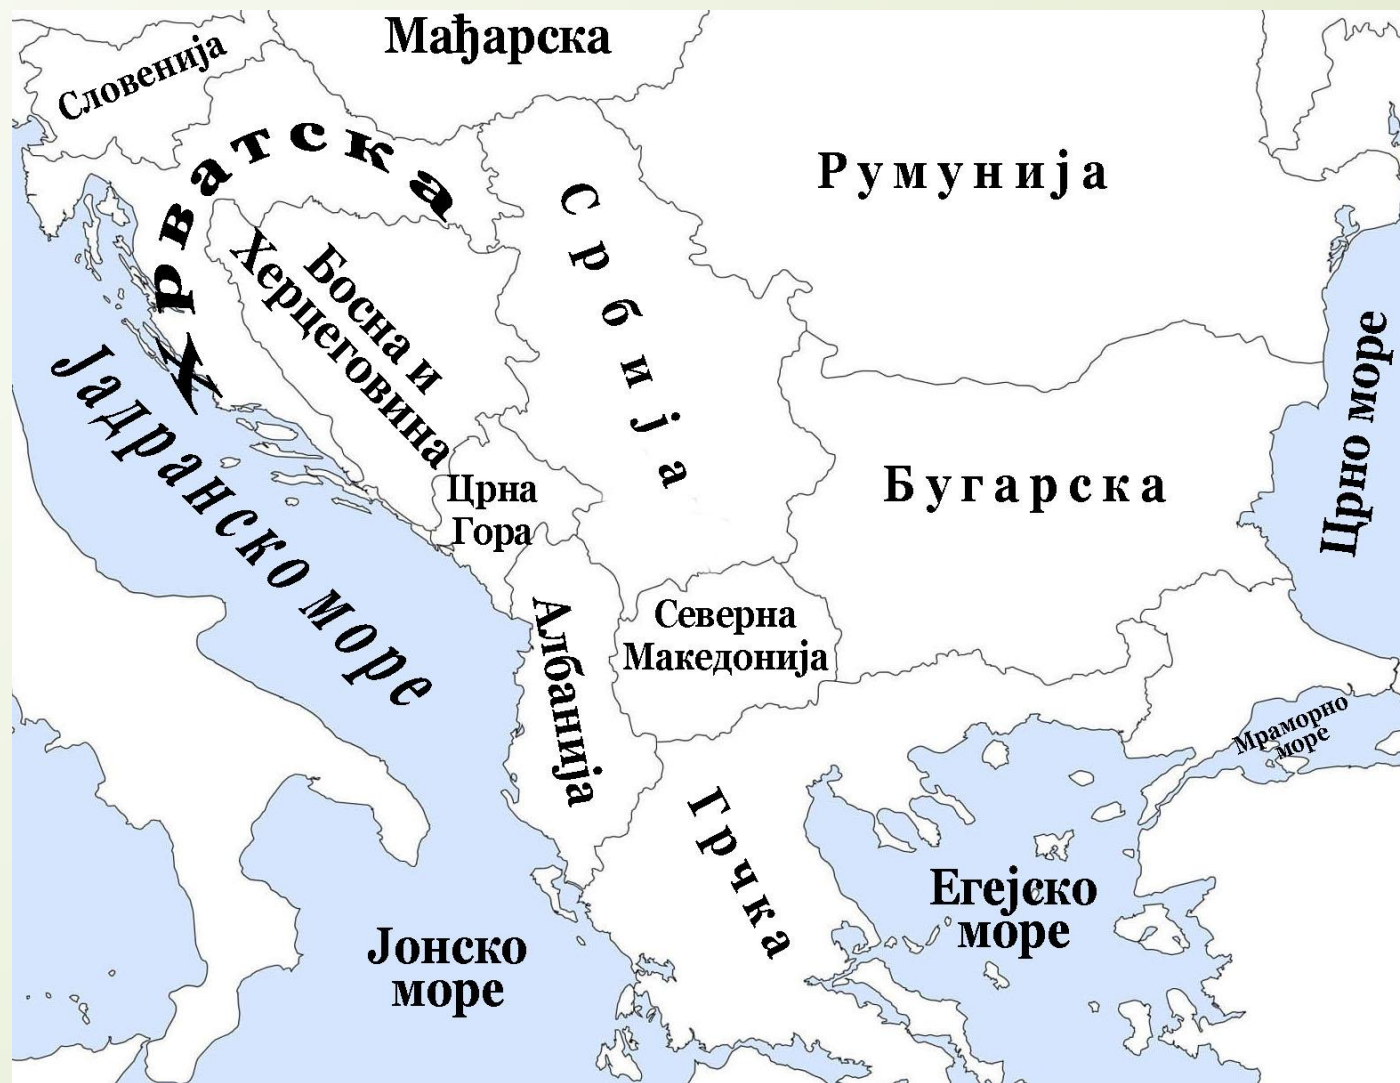 Мађарска
Словенија
Хрватска
Румунија
Србија
Босна и
Херцеговина
Црно море
Јадранско море
Бугарска
Црна
Гора
Северна
Македонија
Албанија
Мраморно
море
Грчка
Егејско
море
Јонско
море